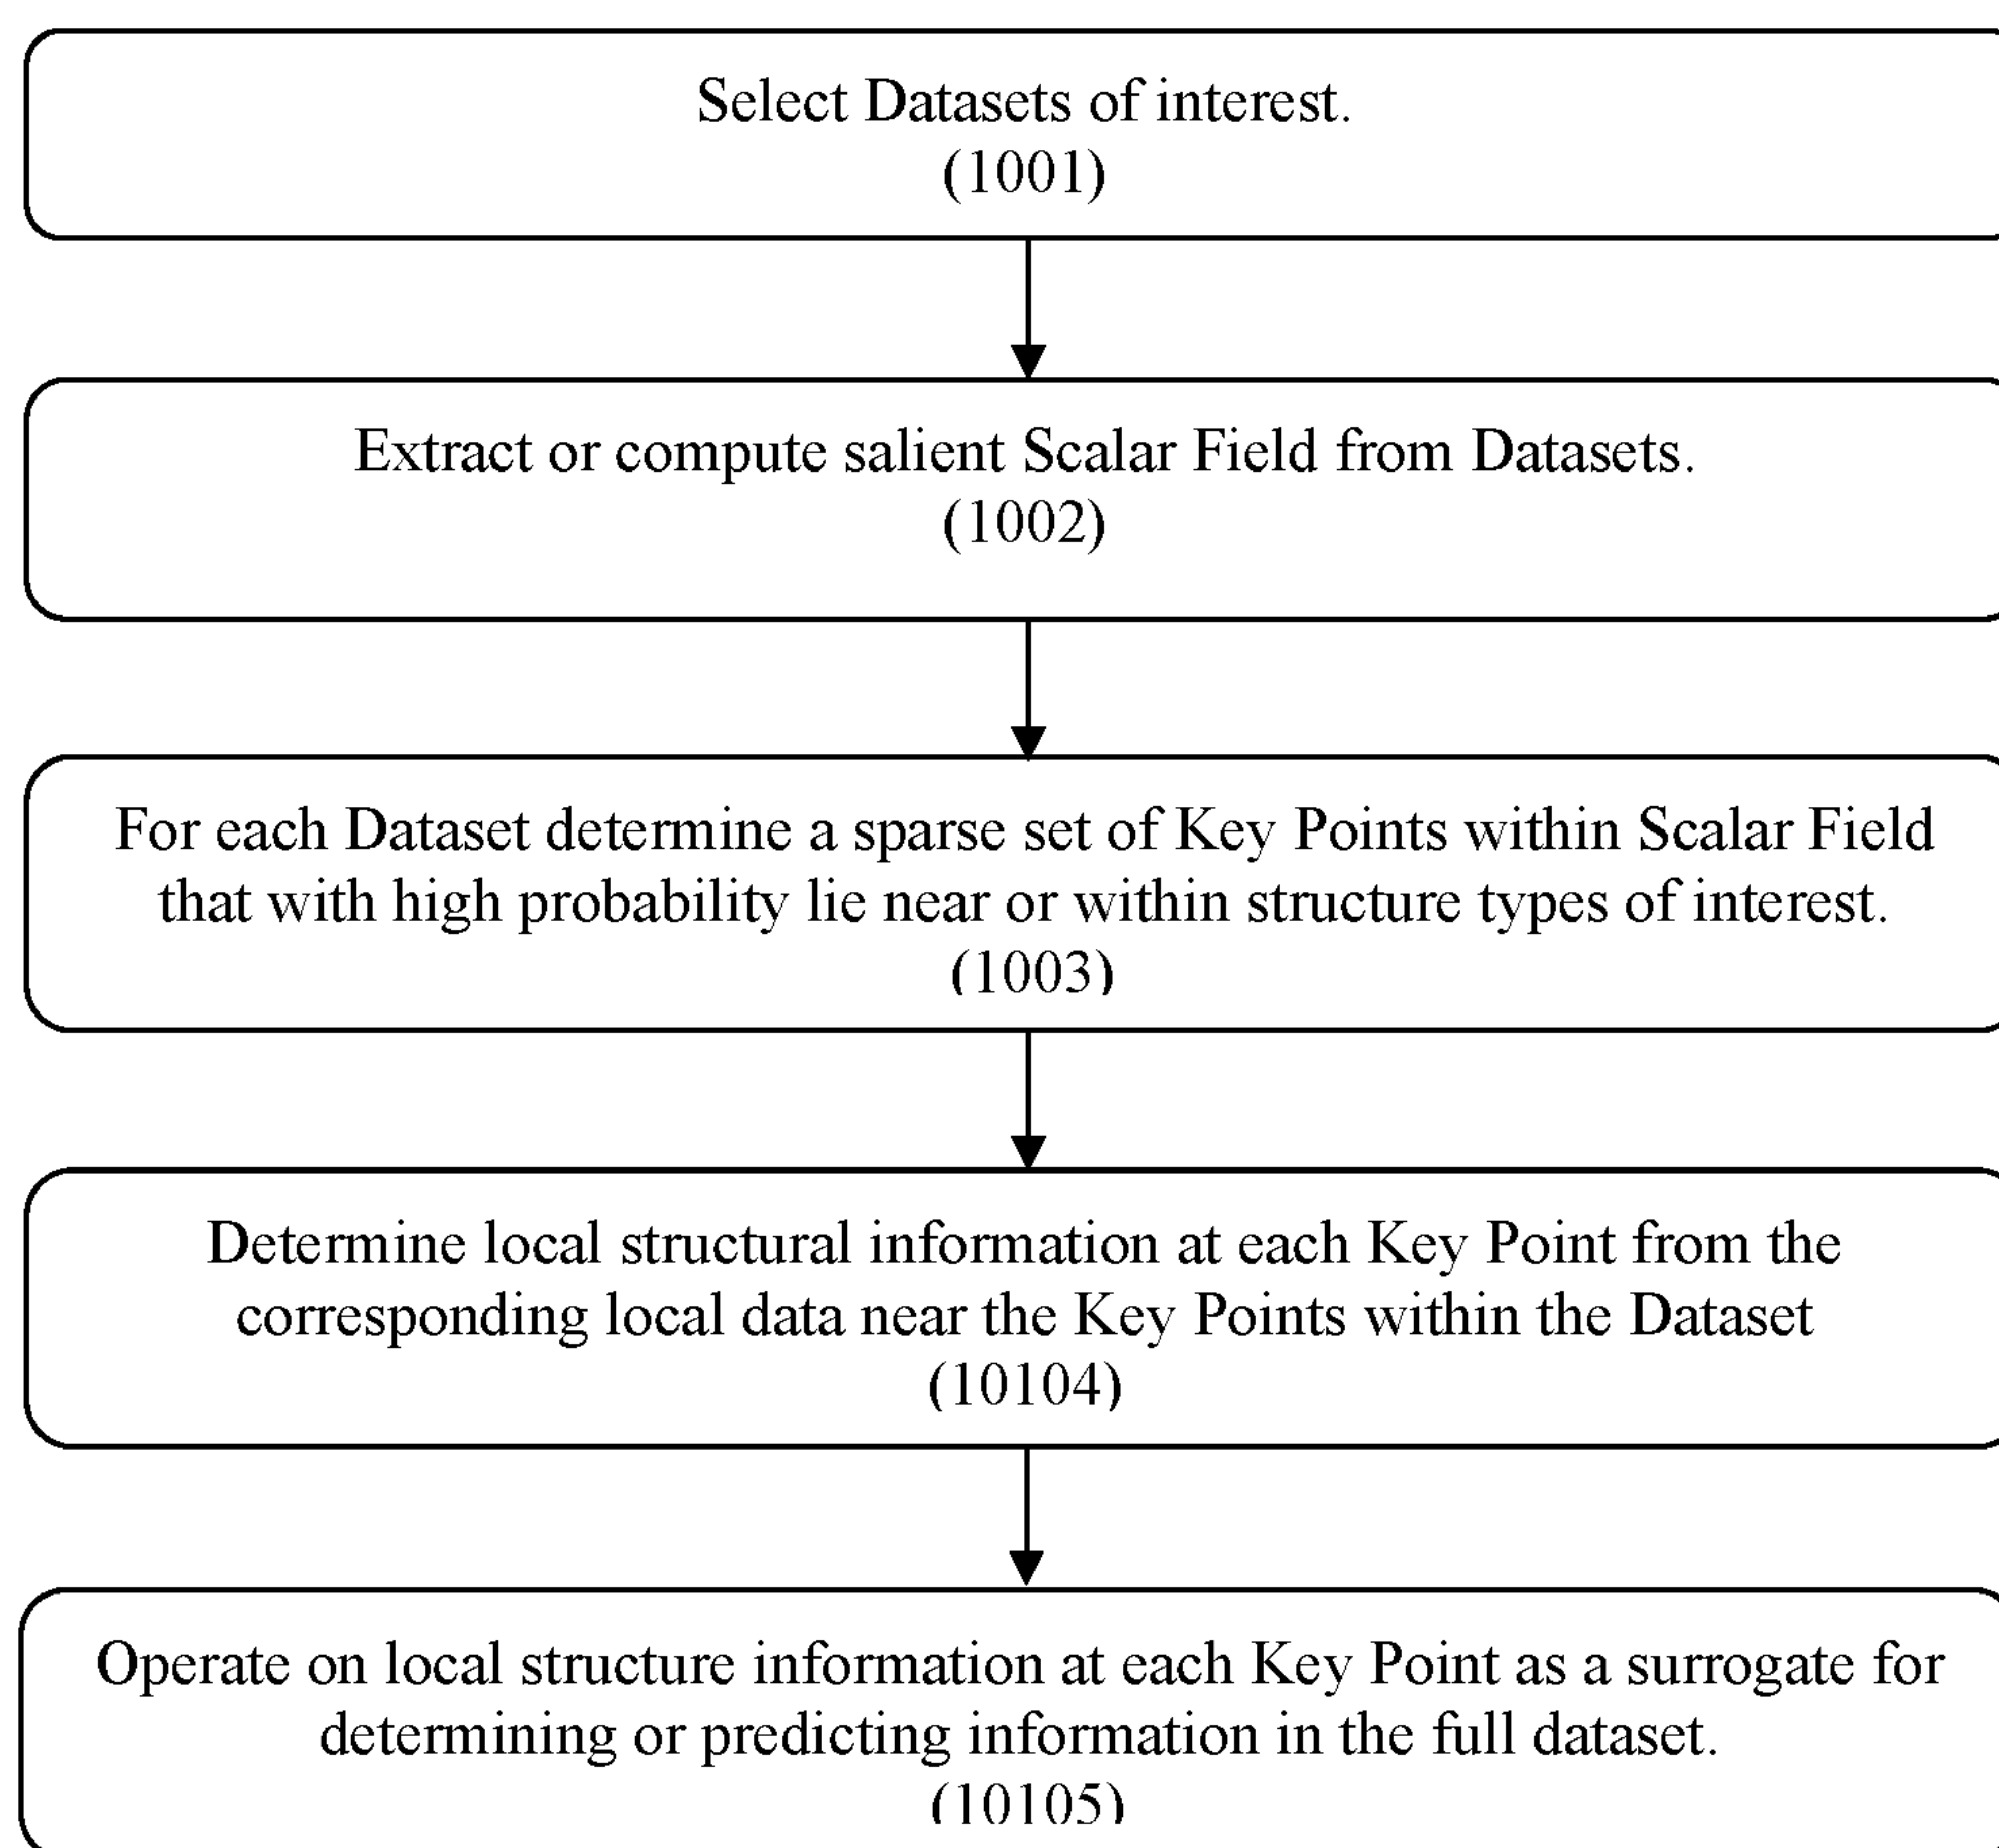 Select Datasets of interest.
(1001)
Extract or compute salient Scalar Field from Datasets.
(1002)
For each Dataset determine a sparse set of Key Points within Scalar Field
that with high probability lie near or within structure types of interest.
(1003)
Determine local structural information at each Key Point from the
corresponding local data near the Key Points within the Dataset
(10104)
Operate on local structure information at each Key Point as a surrogate for
determining or predicting information in the full dataset.
(10105)